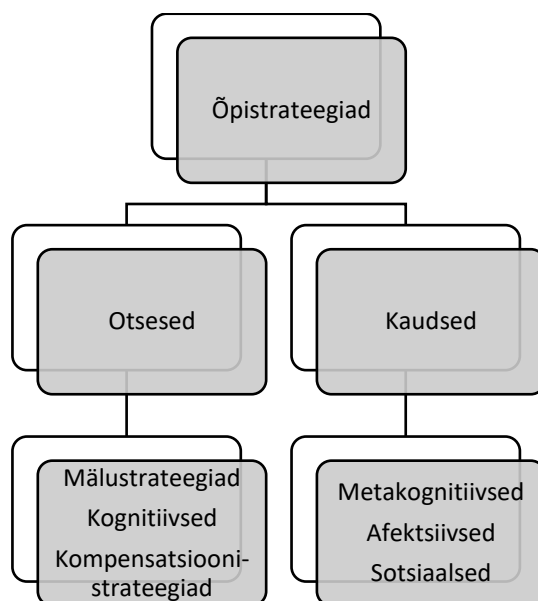 Õpistrateegiad
Otsesed
Kaudsed
Mälustrateegiad
Kognitiivsed
Kompensatsiooni-
strateegiad
Metakognitiivsed
Afektsiivsed
Sotsiaalsed